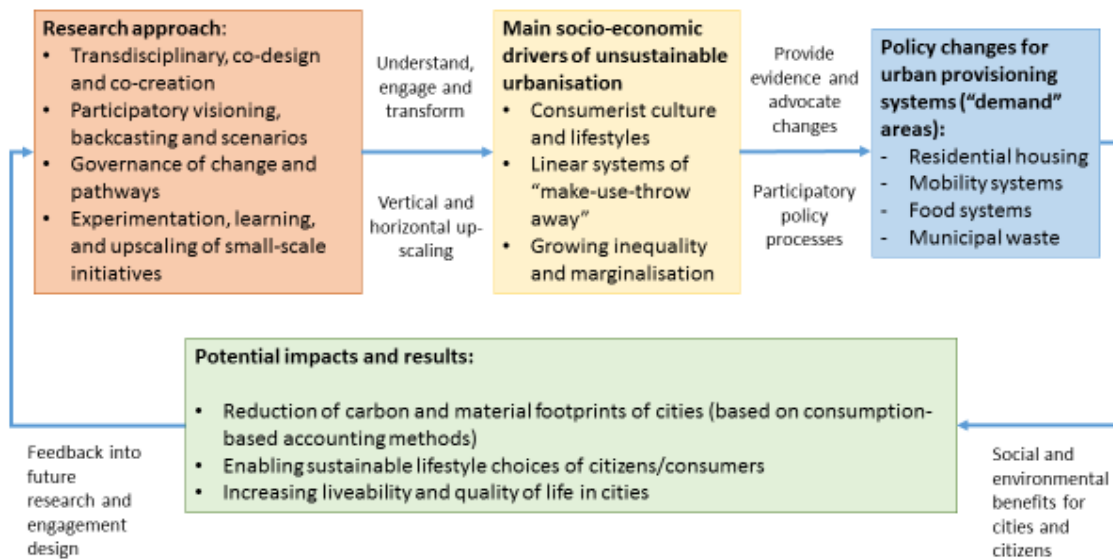 Research approach:
• Transdisciplinary, co-design
and co-creation
• Participatory visioning,
backcasting and scenarios
• Governance of change and
pathways
• Experimentation, learning,
and upscaling of small-scale
initiatives
Understand,
engage and
transform
Vertical and
horizontal up-
scaling
Main socio-economic
drivers of unsustainable
urbanisation
• Consumerist culture
and lifestyles
• Linear systems of
“make-use-throw
away”
• Growing inequality
and marginalisation
Provide
evidence and
advocate
changes
Participatory
policy
processes
Policy changes for
urban provisioning
systems (“demand”
areas):
- Residential housing
- Mobility systems
- Food systems
- Municipal waste
Potential impacts and results:
• Reduction of carbon and material footprints of cities (based on consumption-
based accounting methods)
• Enabling sustainable lifestyle choices of citizens/consumers
• Increasing liveability and quality of life in cities
Feedback into
future
research and
engagement
design
Social and
environmental
benefits for
cities and
citizens